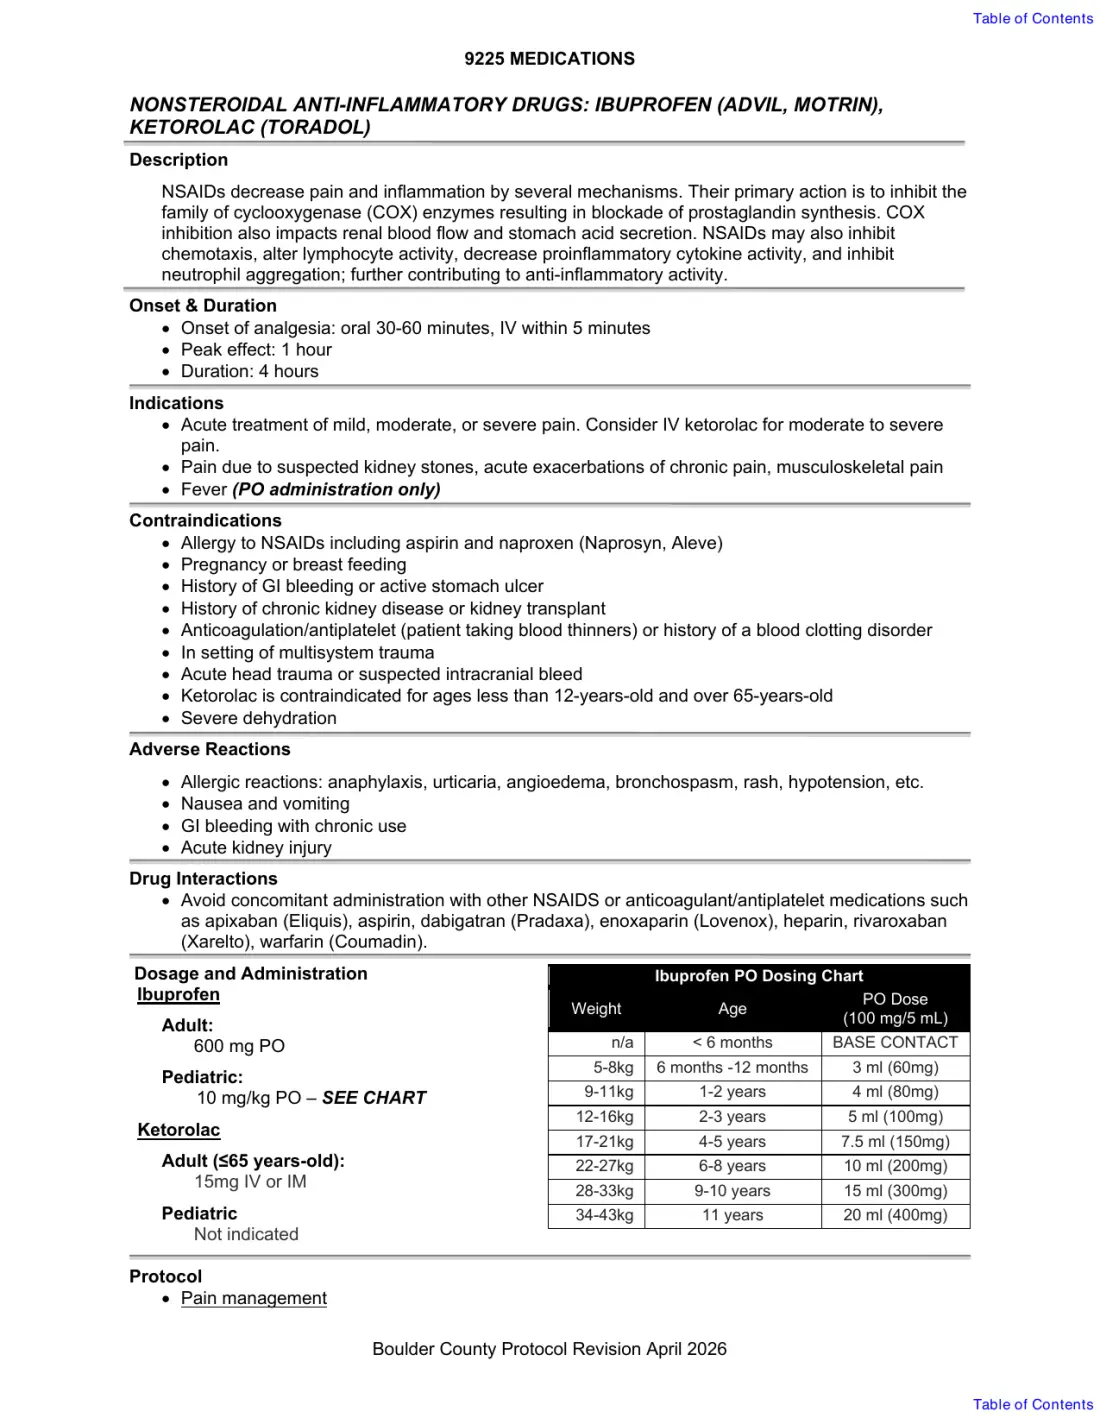 Table of Contents
9225 MEDICATIONS
NONSTEROIDAL ANTI-INFLAMMATORY DRUGS: IBUPROFEN (ADVIL, MOTRIN),
KETOROLAC (TORADOL)
Description
NSAIDs decrease pain and inflammation by several mechanisms. Their primary action is to inhibit the
family of cyclooxygenase (COX) enzymes resulting in blockade of prostaglandin synthesis. COX
inhibition also impacts renal blood flow and stomach acid secretion. NSAIDs may also inhibit
chemotaxis, alter lymphocyte activity, decrease proinflammatory cytokine activity, and inhibit
neutrophil aggregation; further contributing to anti-inflammatory activity.
Onset & Duration
• Onset of analgesia: oral 30-60 minutes, IV within 5 minutes
• Peak effect: 1 hour
• Duration: 4 hours
Indications
• Acute treatment of mild, moderate, or severe pain. Consider IV ketorolac for moderate to severe
pain.
• Pain due to suspected kidney stones, acute exacerbations of chronic pain, musculoskeletal pain
• Fever (PO administration only)
Contraindications
• Allergy to NSAIDs including aspirin and naproxen (Naprosyn, Aleve)
• Pregnancy or breast feeding
• History of GI bleeding or active stomach ulcer
• History of chronic kidney disease or kidney transplant
• Anticoagulation/antiplatelet (patient taking blood thinners) or history of a blood clotting disorder
• In setting of multisystem trauma
• Acute head trauma or suspected intracranial bleed
• Ketorolac is contraindicated for ages less than 12-years-old and over 65-years-old
• Severe dehydration
Adverse Reactions
• Allergic reactions: anaphylaxis, urticaria, angioedema, bronchospasm, rash, hypotension, etc.
• Nausea and vomiting
• GI bleeding with chronic use
• Acute kidney injury
Drug Interactions
• Avoid concomitant administration with other NSAIDS or anticoagulant/antiplatelet medications such
as apixaban (Eliquis), aspirin, dabigatran (Pradaxa), enoxaparin (Lovenox), heparin, rivaroxaban
(Xarelto), warfarin (Coumadin).
Dosage and Administration
Ibuprofen
Adult:
600 mg PO
Pediatric:
10 mg/kg PO – SEE CHART
Ketorolac
Adult (≤65 years-old):
15mg IV or IM
Pediatric
Not indicated
Ibuprofen PO Dosing Chart
Weight Age PO Dose
(100 mg/5 mL)
n/a < 6 months BASE CONTACT
5-8kg 6 months -12 months 3 ml (60mg)
9-11kg 1-2 years 4 ml (80mg)
12-16kg 2-3 years 5 ml (100mg)
17-21kg 4-5 years 7.5 ml (150mg)
22-27kg 6-8 years 10 ml (200mg)
28-33kg 9-10 years 15 ml (300mg)
34-43kg 11 years 20 ml (400mg)
Protocol
• Pain management
Boulder County Protocol Revision April 2026
Table of Contents